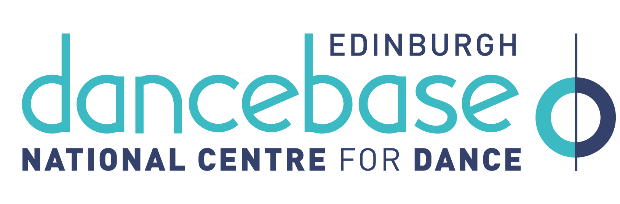 EDINBURGH
dancebase
NATIONAL CENTRE FOR DANCE